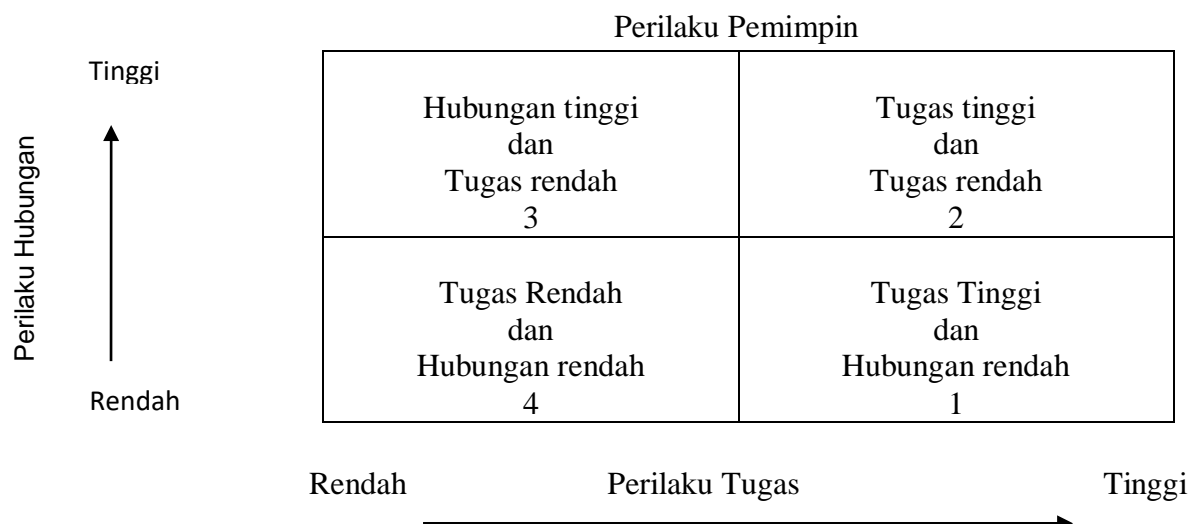 Perilaku Pemimpin
Tinggi
Perilaku Hubungan
Rendah
Hubungan tinggi
dan
Tugas rendah
3
Tugas tinggi
dan
Tugas rendah
2
Tugas Rendah
dan
Hubungan rendah
4
Tugas Tinggi
dan
Hubungan rendah
1
Rendah
Perilaku Tugas
Tinggi